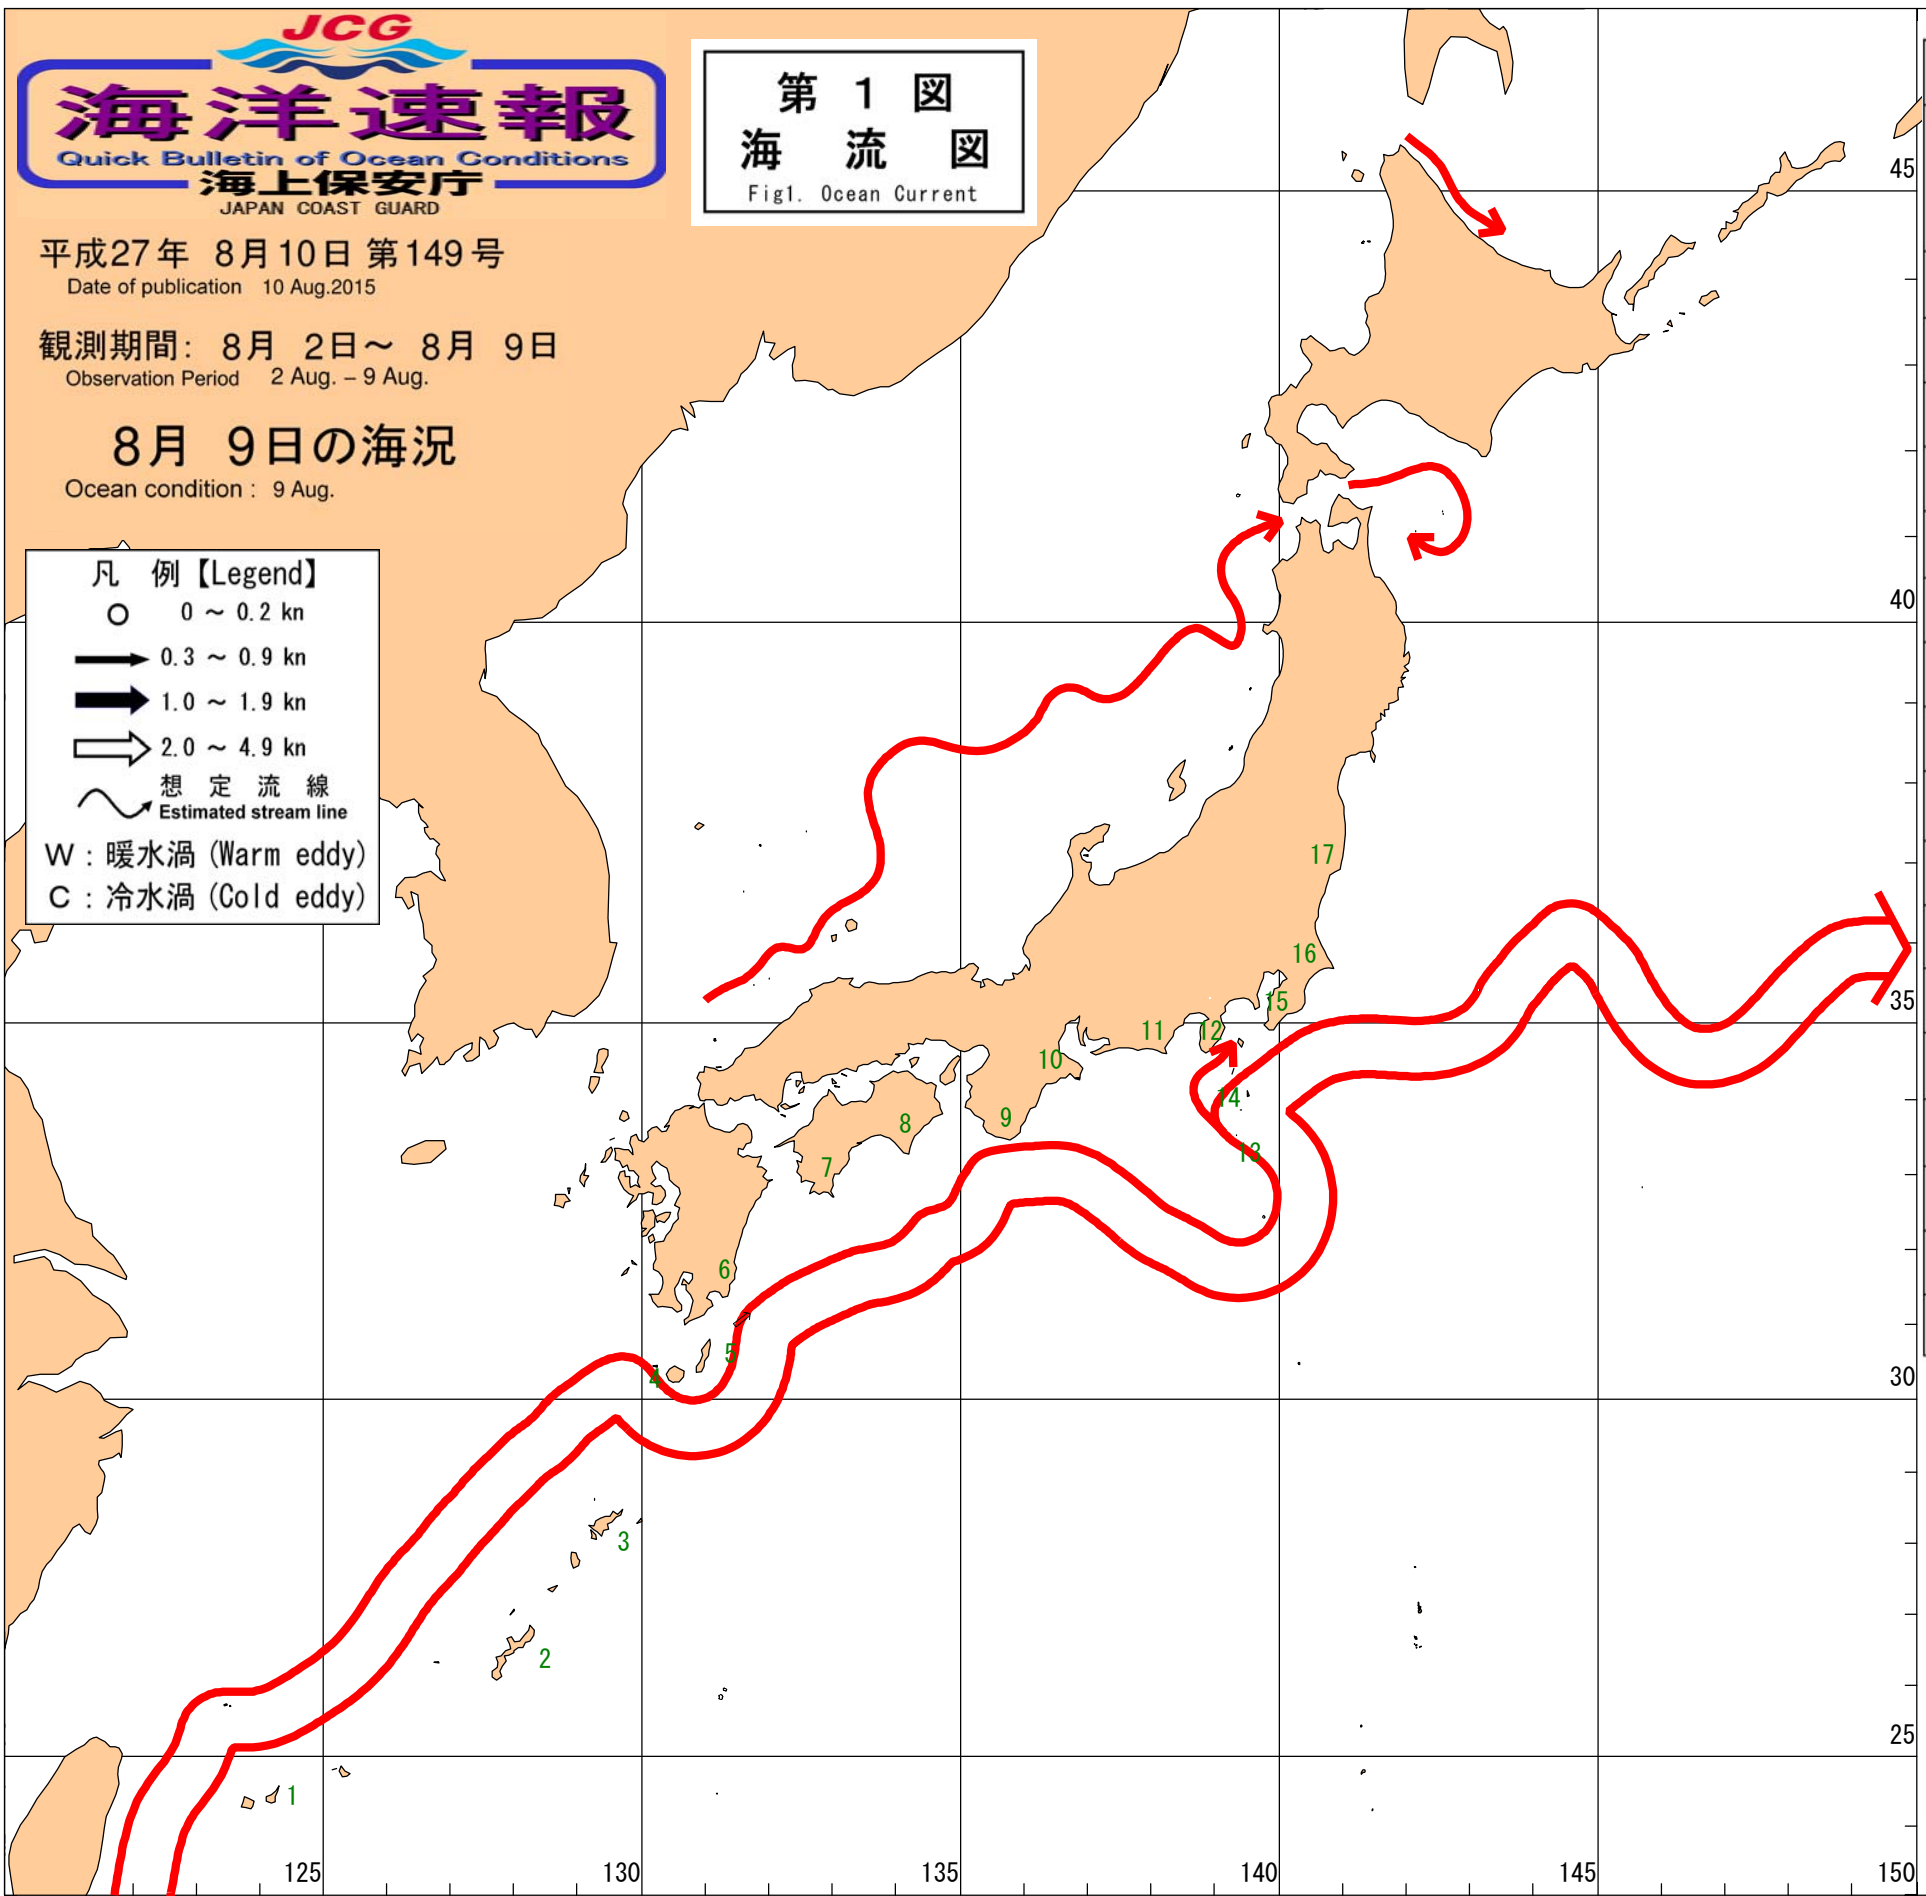 JCG
海洋速報
Quick Bulletin of Ocean Conditions
海上保安庁
JAPAN COAST GUARD
第 1 図
海 流 図
Fig1. Ocean Current
平成27年 8月10日 第149号
Date of publication 10 Aug.2015
観測期間: 8月 2日～ 8月 9日
Observation Period 2 Aug. – 9 Aug.
8月 9日の海況
Ocean condition : 9 Aug.
凡 例【Legend】
0 ～ 0.2 kn
0.3 ～ 0.9 kn
1.0 ～ 1.9 kn
2.0 ～ 4.9 kn
想 定 流 線
Estimated stream line
W : 暖水渦 (Warm eddy)
C : 冷水渦 (Cold eddy)
45
40
35
30
25
17
16
15
12
11
10
14
9
8
13
7
6
5
4
3
2
1
125
130
135
140
145
150